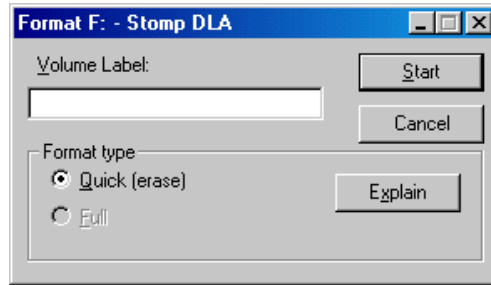 Format F: - Stomp DLA
Volume Label:
Start
Cancel
Format type
Quick (erase)
Explain
Full